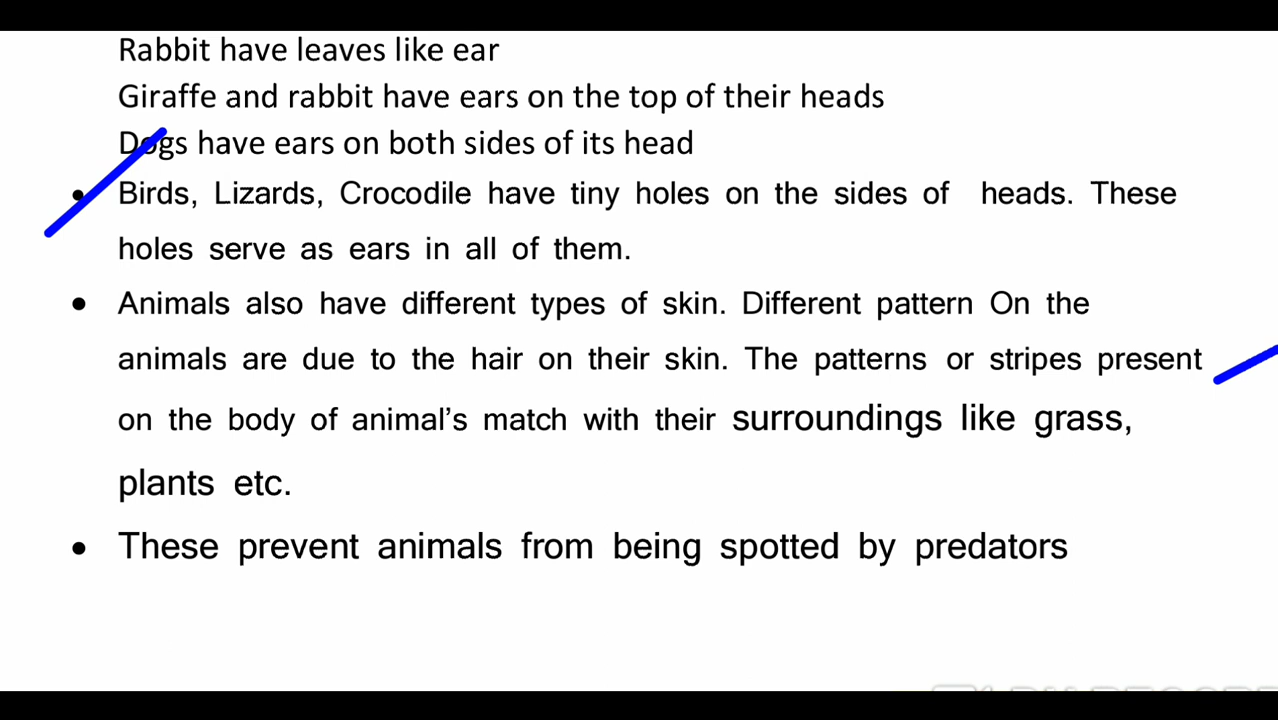 Rabbit have leaves like ear
Giraffe and rabbit have ears on the top of their heads
Dogs have ears on both sides of its head
• Birds, Lizards, Crocodile have tiny holes on the sides of heads. These
holes serve as ears in all of them.
• Animals also have different types of skin. Different pattern On the
animals are due to the hair on their skin. The patterns or stripes present
on the body of animal’s match with their surroundings like grass,
plants etc.
• These prevent animals from being spotted by predators